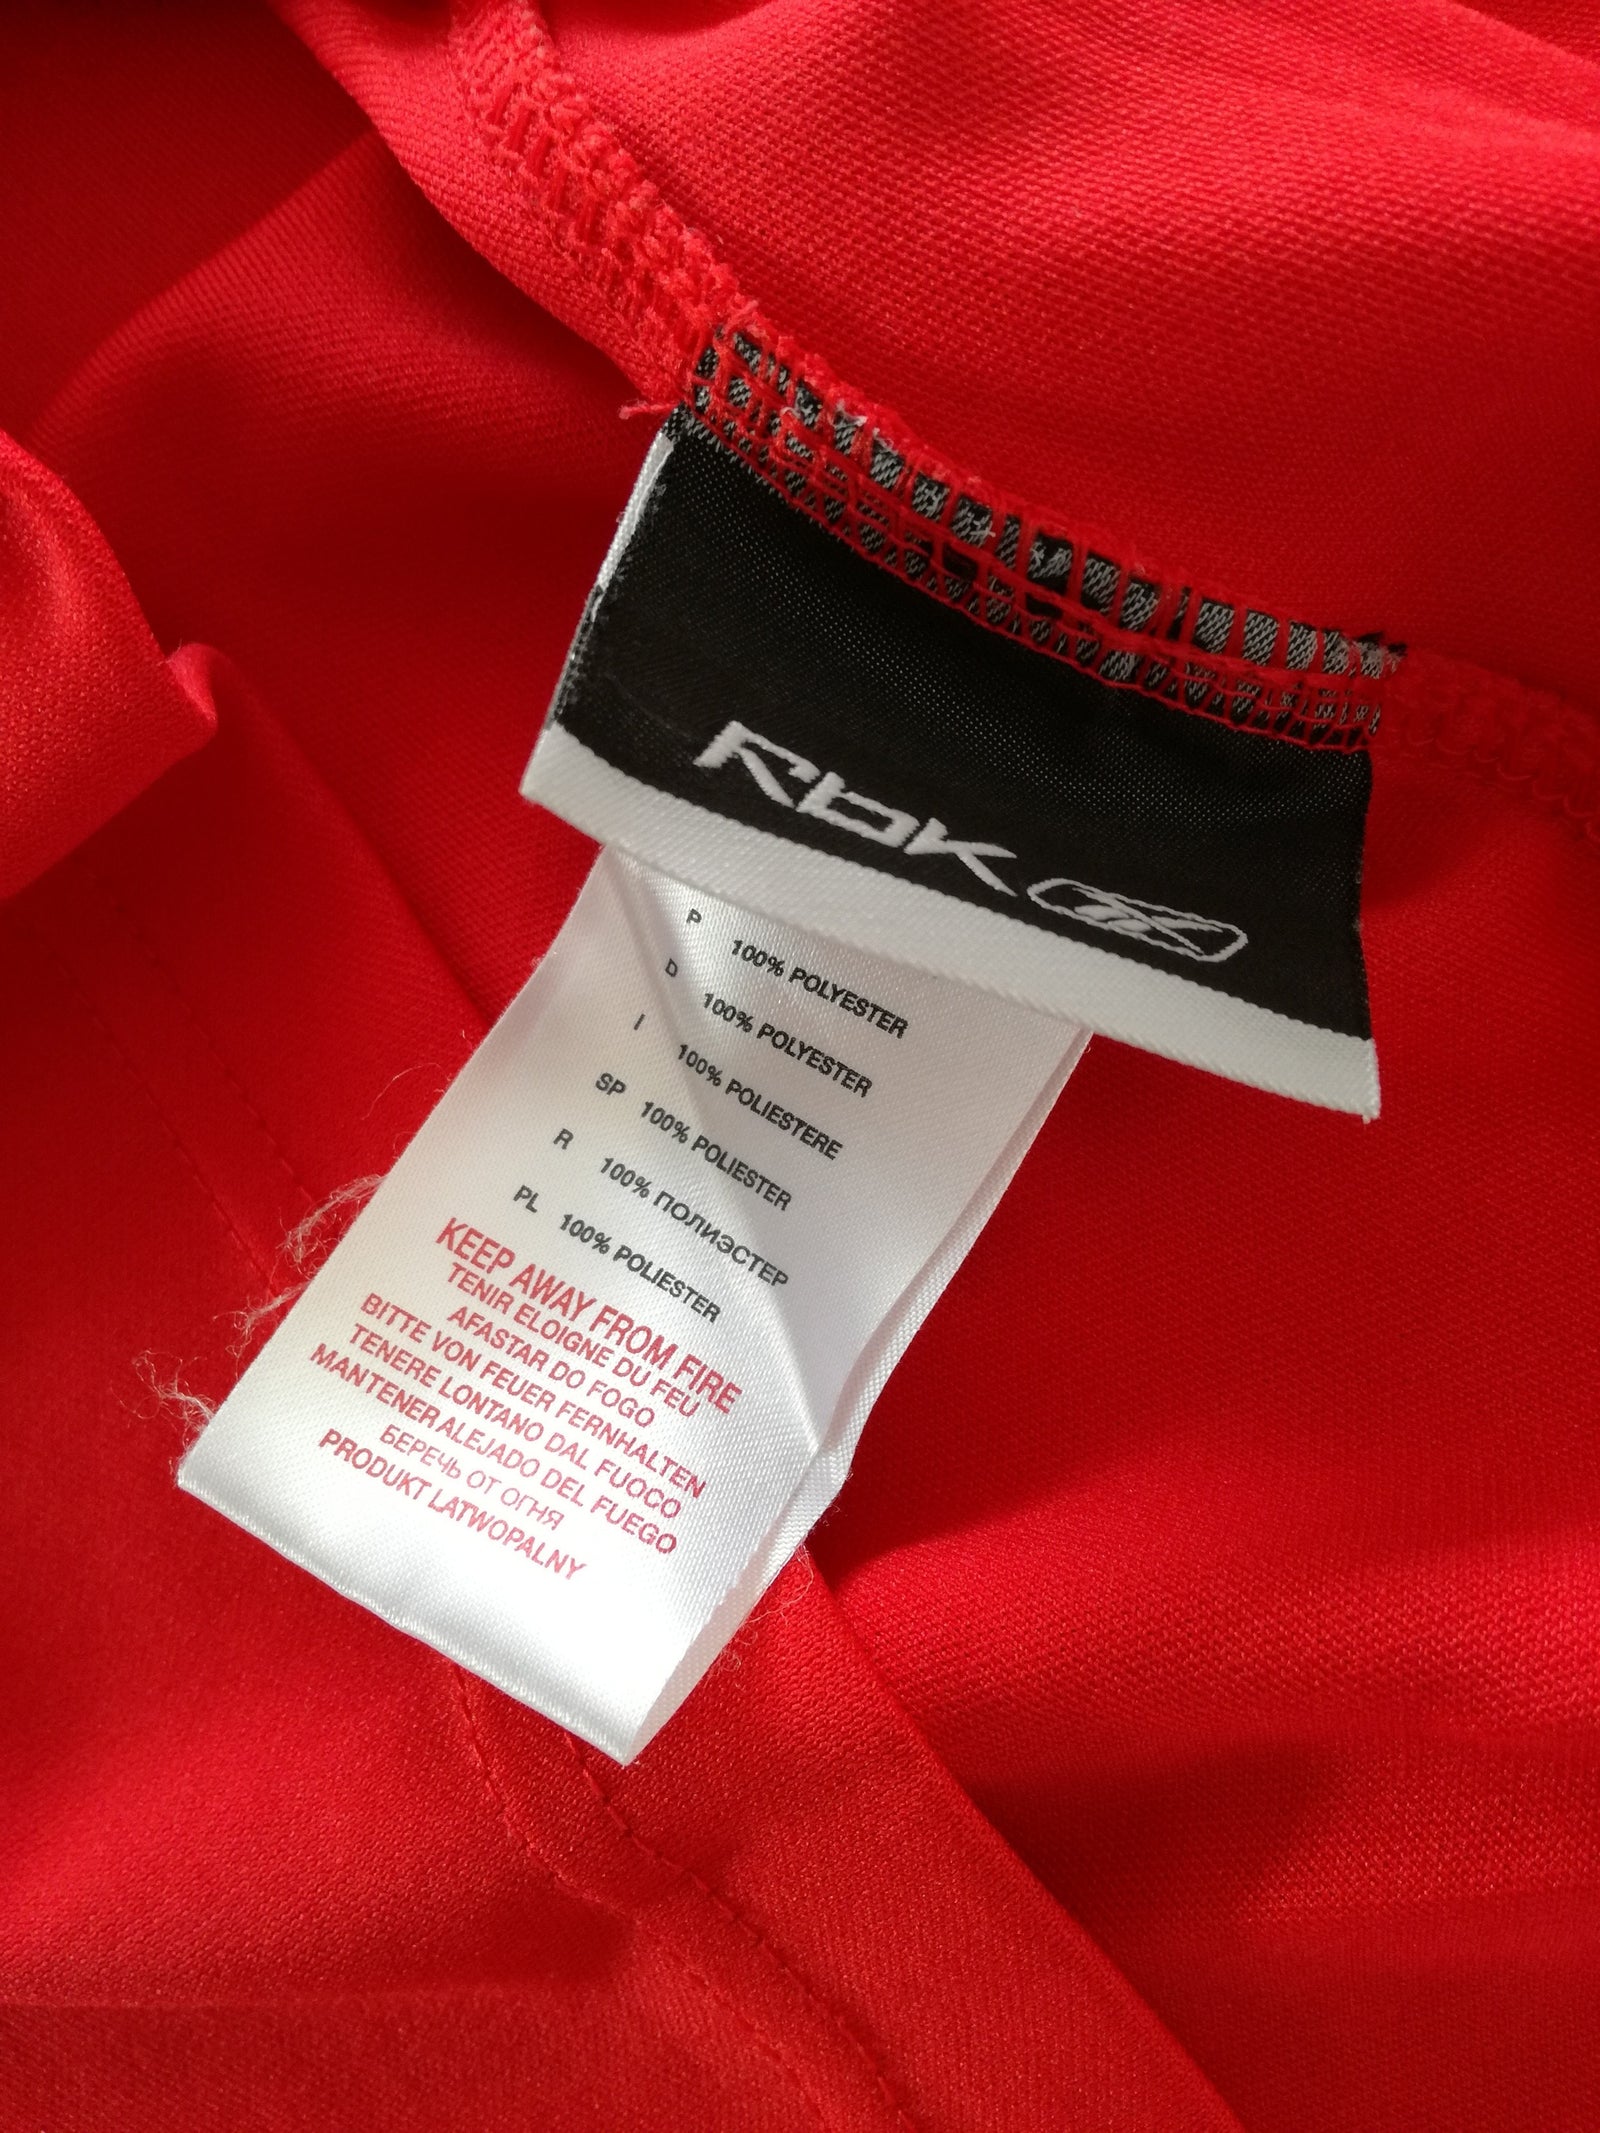 Rbk
P 100% POLYESTER
D 100% POLYESTER
I 100% POLIESTERE
SP 100% POLIESTER
R 100% ПОЛИЭСТЕР
PL 100% POLIESTER
KEEP AWAY FROM FIRE
TENIR ELOIGNE DU FEU
AFASTAR DO FOGO
BITTE VON FEUER FERNHALTEN
TENERE LONTANO DAL FUOCO
MANTENER ALEJADO DEL FUEGO
БЕРЕЧЬ ОТ ОГНЯ
PRODUKT LATWOPALNY